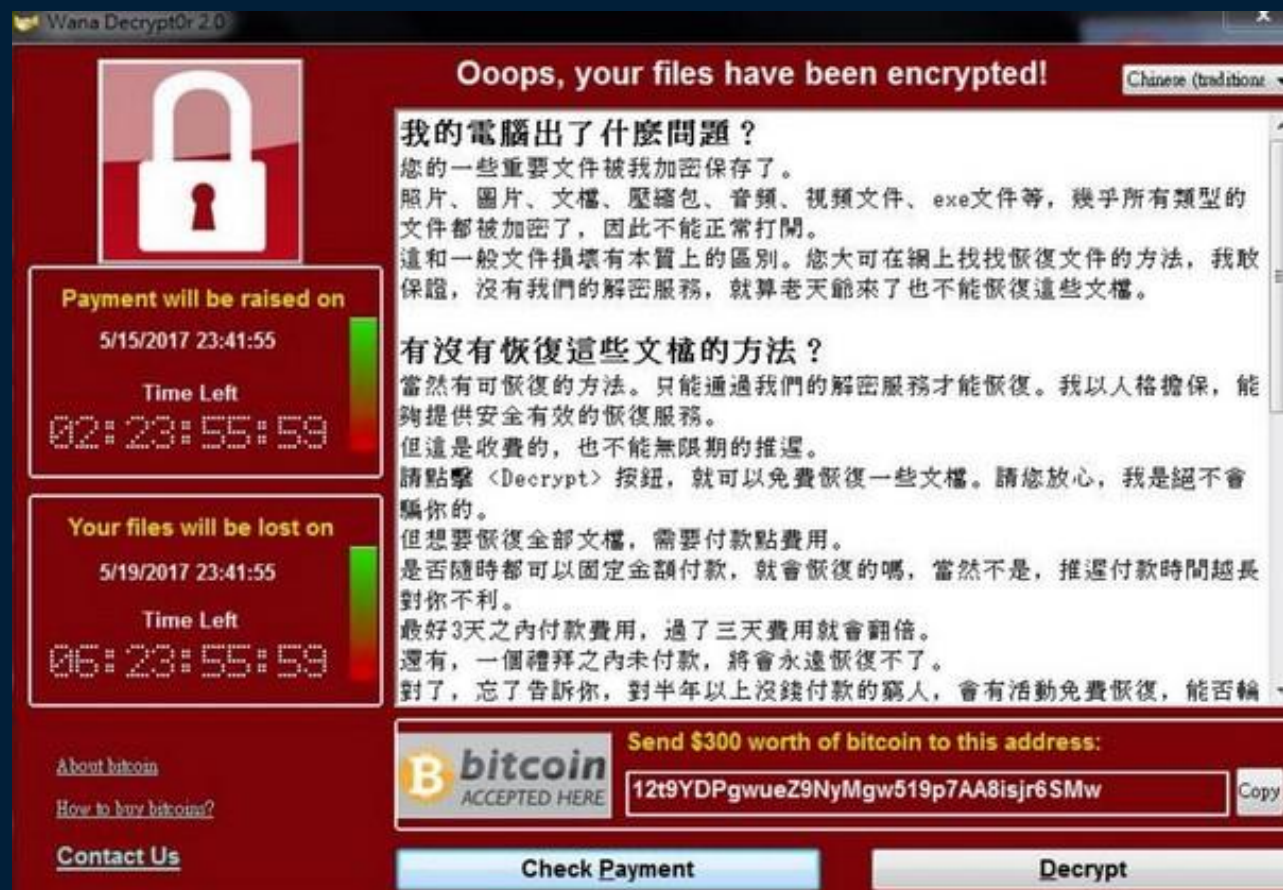 Wana Decrypt0r 2.0
x
Ooops, your files have been encrypted!
Chinese (traditiona
我的電腦出了什麼問題？
您的一些重要文件被我加密保存了。
照片、圖片、文檔、壓縮包、音頻、視頻文件、exe文件等，幾乎所有類型的
文件都被加密了，因此不能正常打開。
這和一般文件損壞有本質上的區別。您大可在網上找找恢復文件的方法，我敢
保證，沒有我們的解密服務，就算老天爺來了也不能恢復這些文檔。
有沒有恢復這些文檔的方法？
當然有可恢復的方法。只能通過我們的解密服務才能恢復。我以人格擔保，能
夠提供安全有效的恢復服務。
但這是收費的，也不能無限期的推遲。
請點擊 <Decrypt> 按鈕，就可以免費恢復一些文檔。請您放心，我是絕不會
騙你的。
但想要恢復全部文檔，需要付款點費用。
是否隨時都可以固定金額付款，就會恢復的嗎，當然不是，推遲付款時間越長
對你不利。
最好3天之內付款費用，過了三天費用就會翻倍。
還有，一個禮拜之內未付款，將會永遠恢復不了。
對了，忘了告訴你，對半年以上沒錢付款的窮人，會有活動免費恢復，能否輪
Payment will be raised on
5/15/2017 23:41:55
Time Left
02:23:55:59
Your files will be lost on
5/19/2017 23:41:55
Time Left
06:23:55:59
About bitcoin
How to buy bitcoins?
Contact Us
bitcoin
ACCEPTED HERE
Send $300 worth of bitcoin to this address:
12t9YDPgwueZ9NyMgw519p7AA8isjr6SMw
Copy
Check Payment
Decrypt